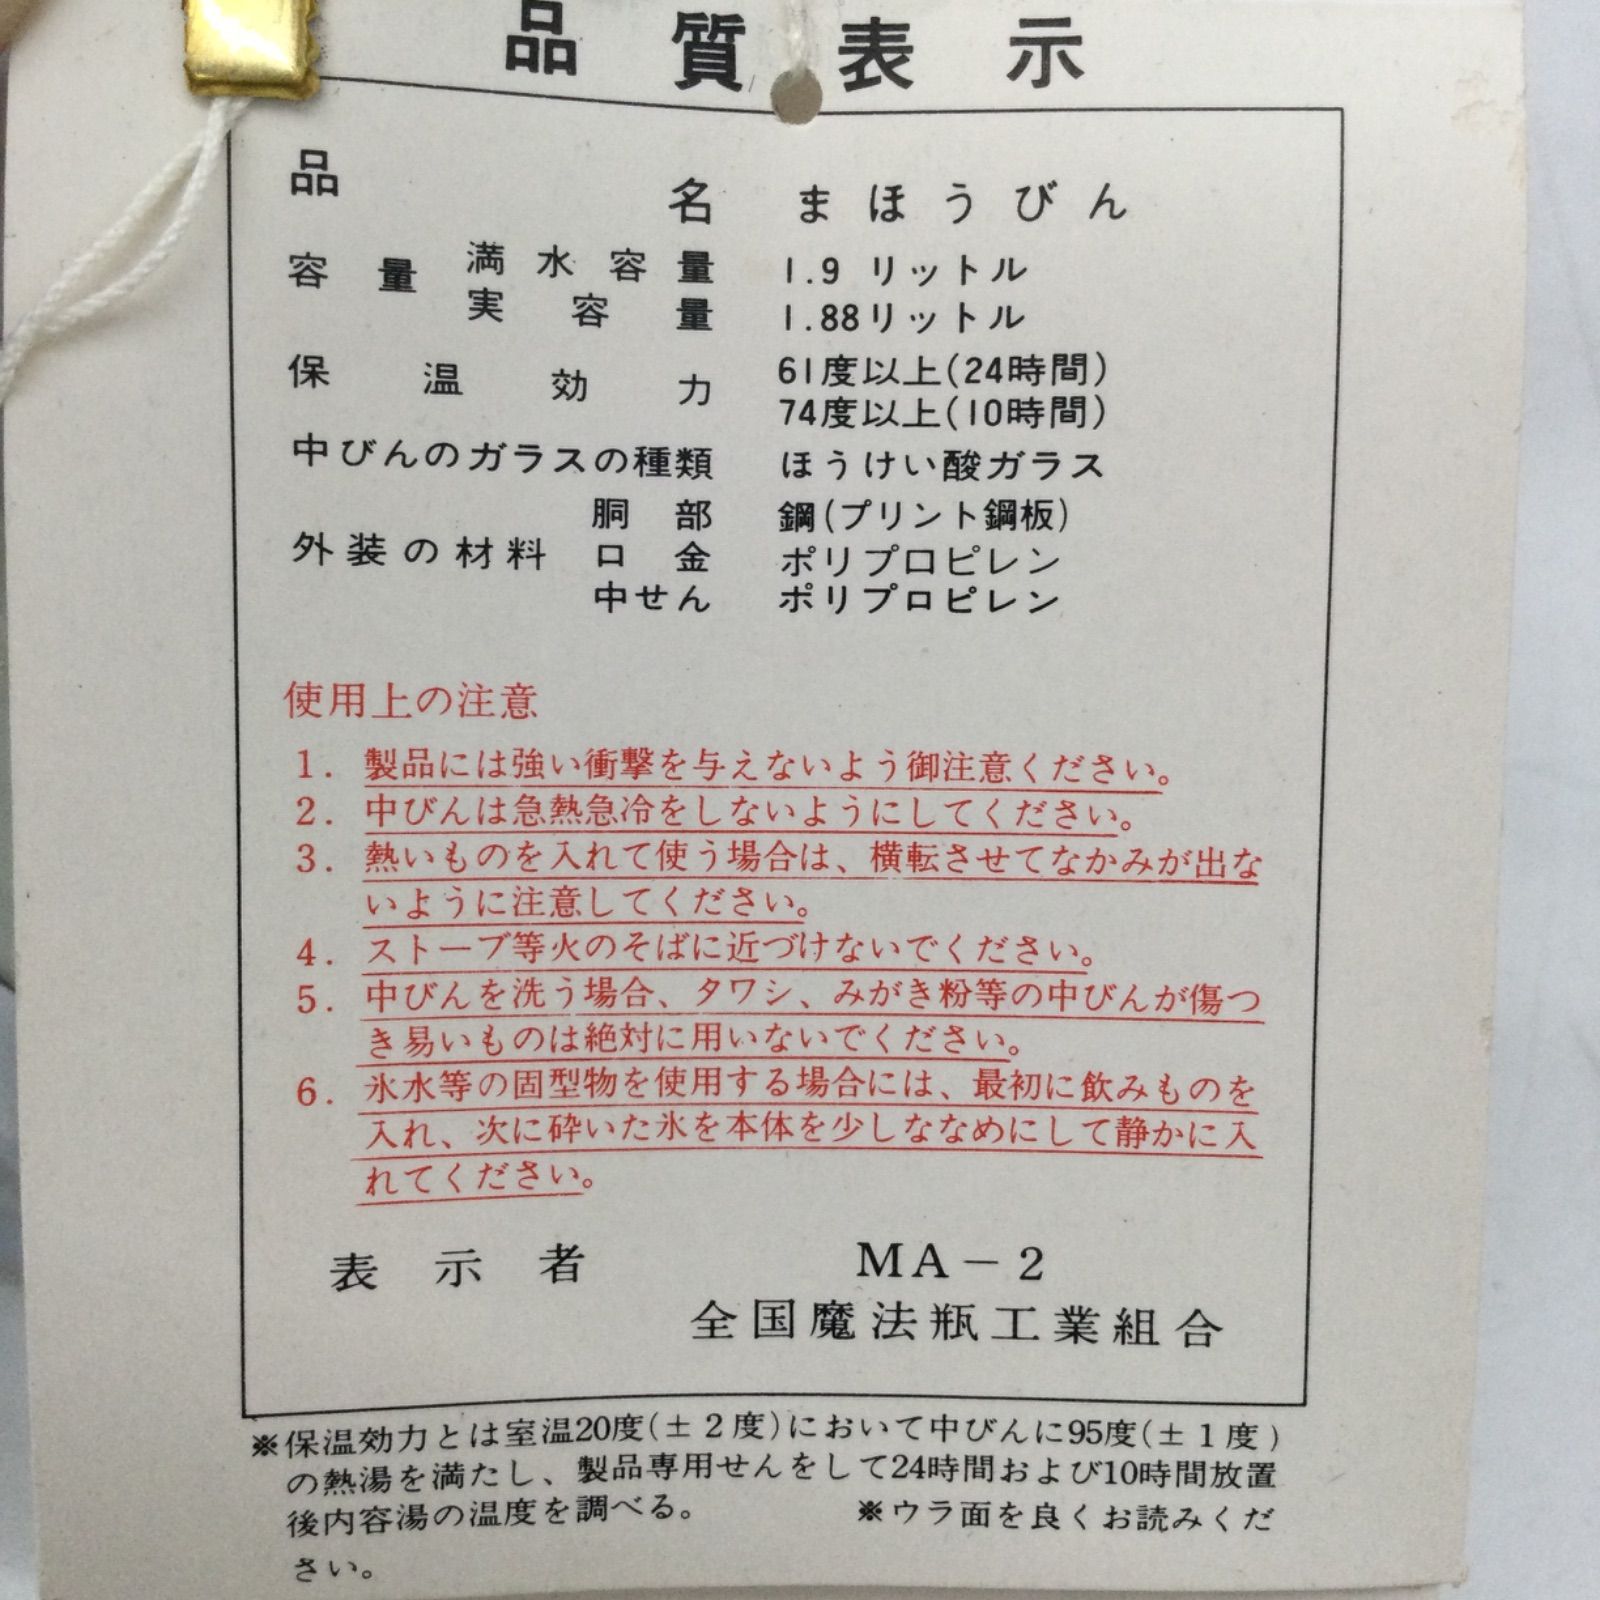 品質表示
品名 まほうびん
容量 満水容量 1.9リットル
実容量 1.88リットル
保温効力 61度以上(24時間)
74度以上(10時間)
中びんのガラスの種類 ほうけい酸ガラス
胴部 鋼(プリント鋼板)
外装の材料 口金 ポリプロピレン
中せん ポリプロピレン
使用上の注意
1. 製品には強い衝撃を与えないよう御注意ください。
2. 中びんは急熱急冷をしないようにしてください。
3. 熱いものを入れて使う場合は、横転させてなかみが出な
いように注意してください。
4. ストーブ等火のそばに近づけないでください。
5. 中びんを洗う場合、タワシ、みがき粉等の中びんが傷つ
き易いものは絶対に用いないでください。
6. 氷水等の固型物を使用する場合には、最初に飲みものを
入れ、次に砕いた氷を本体を少しななめにして静かに入
れてください。
表示者 MA-2
全国魔法瓶工業組合
※保温効力とは室温20度(±2度)において中びんに95度(±1度)
の熱湯を満たし、製品専用せんをして24時間および10時間放置
後内容湯の温度を調べる。 ※ウラ面を良くお読みくだ
さい。